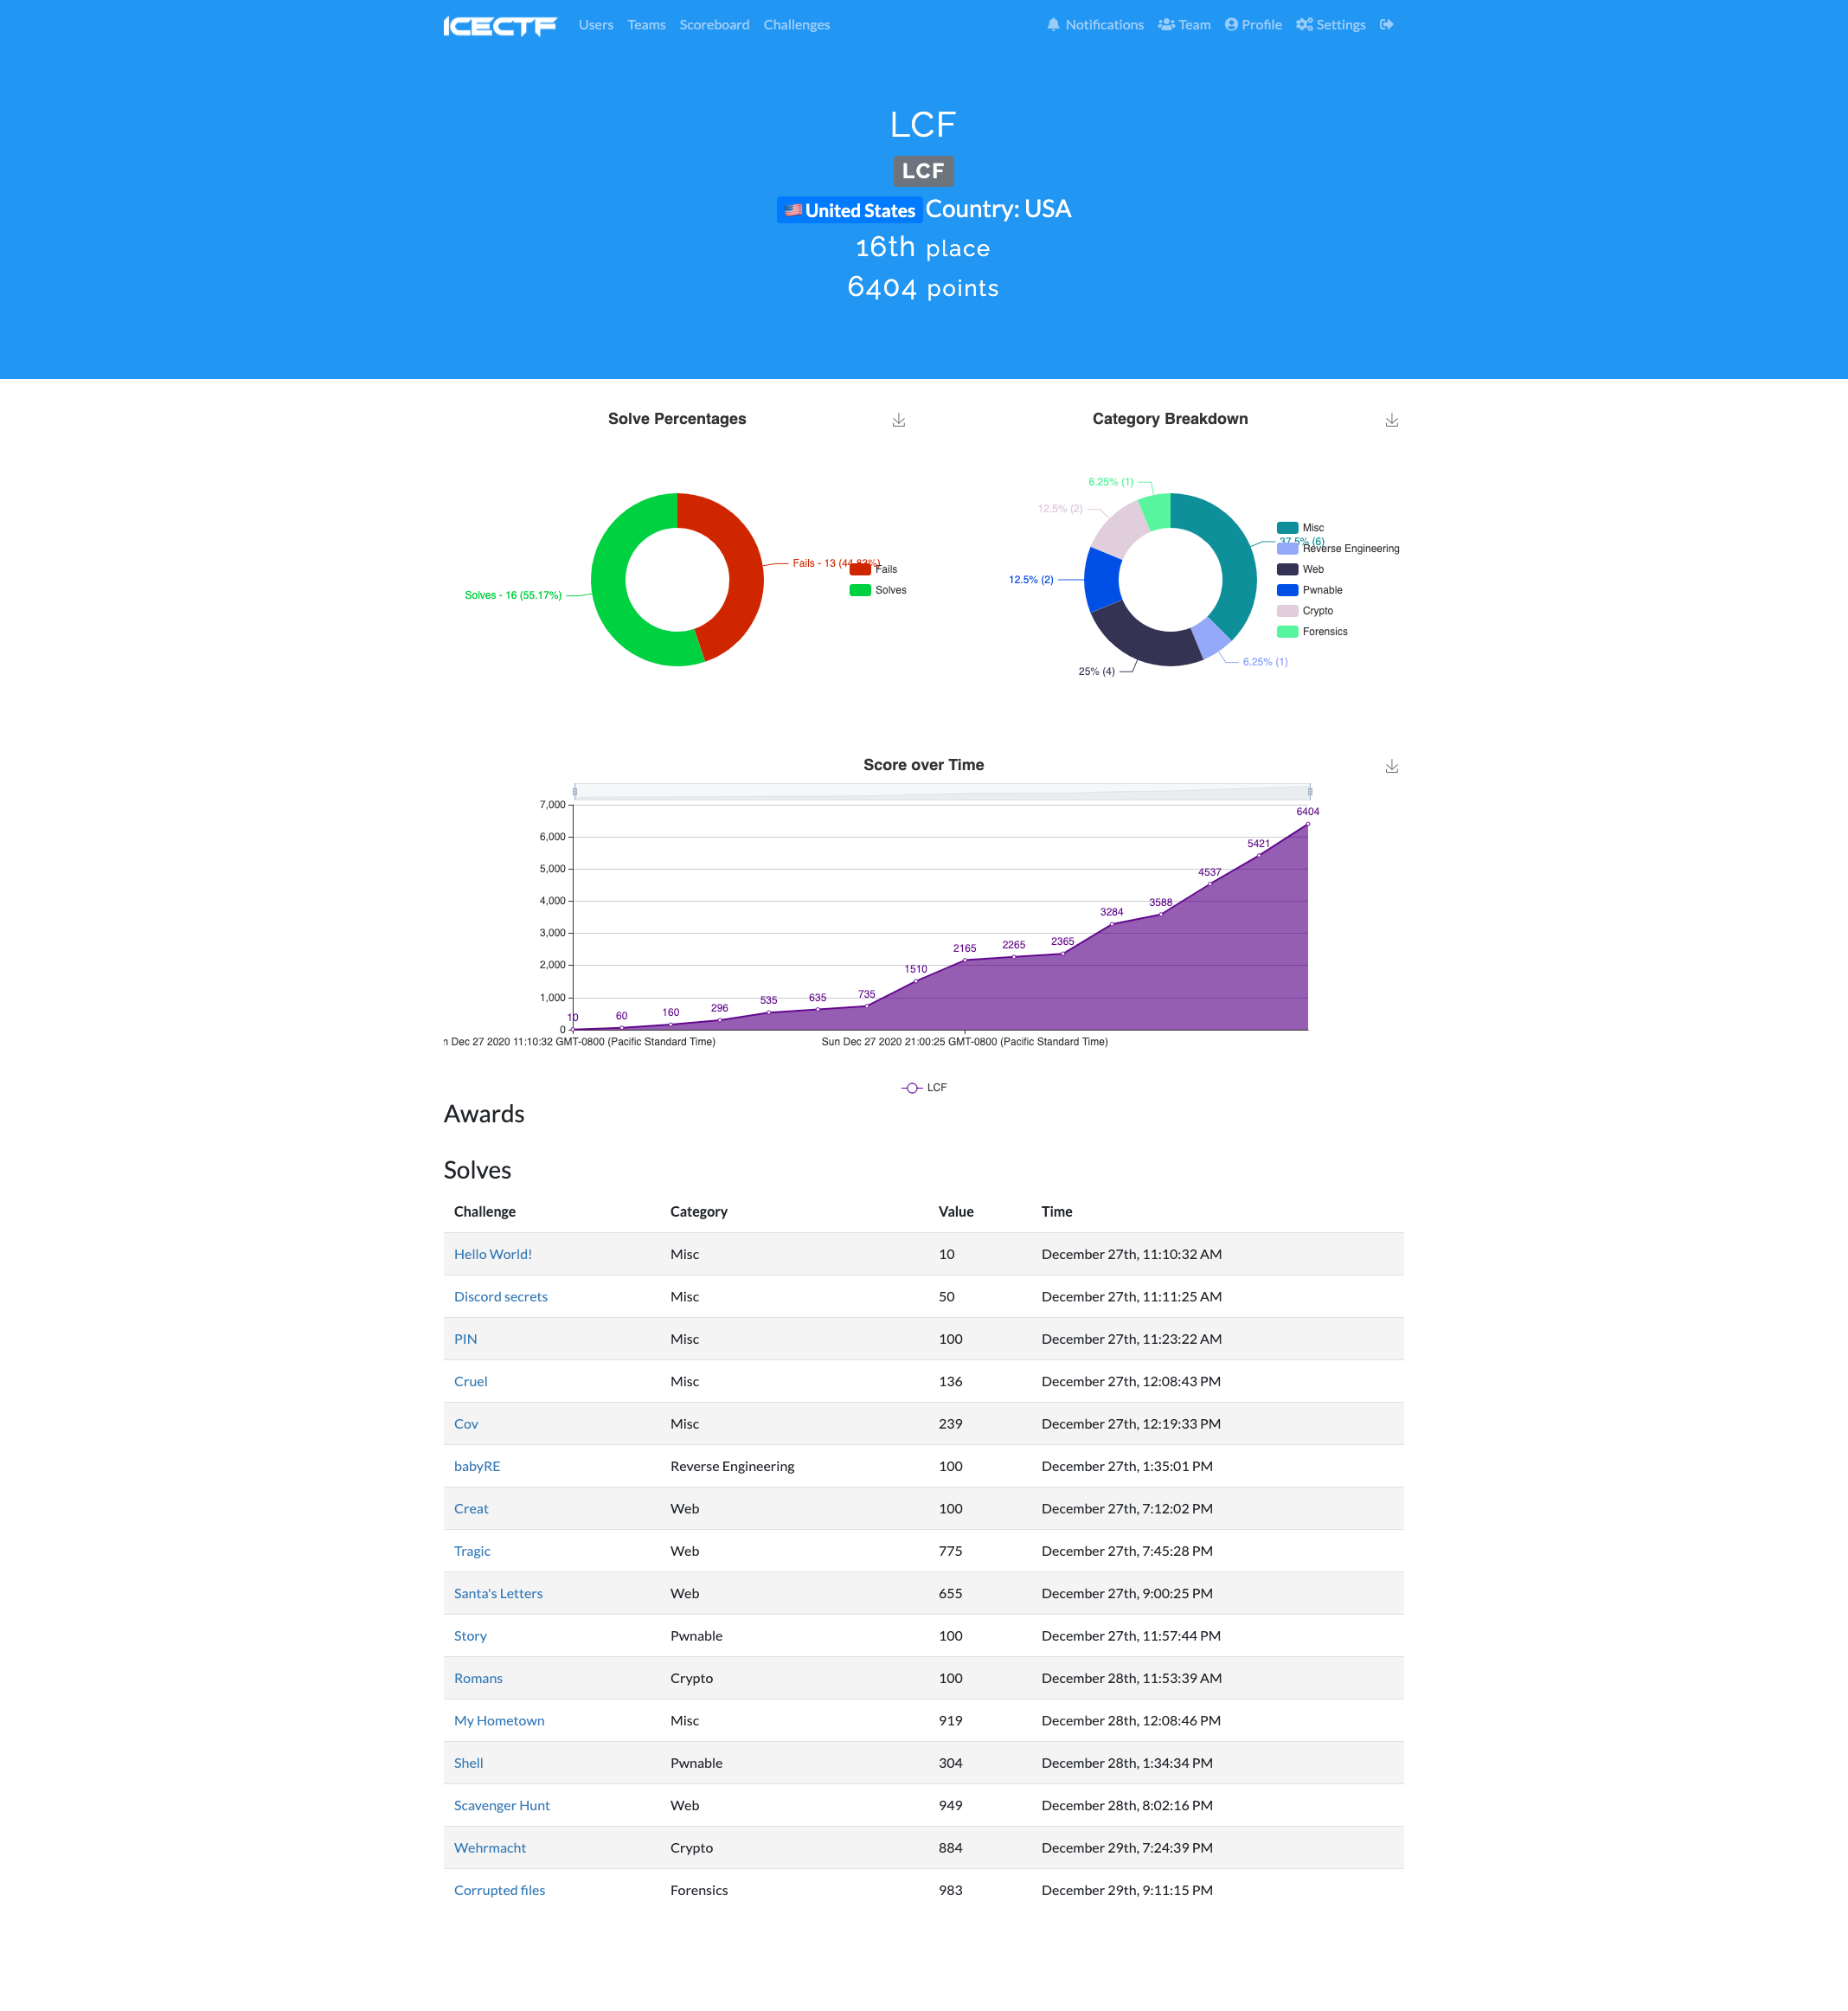 ICECTF Users Teams Scoreboard Challenges Notifications Team Profile Settings
LCF
LCF
United States Country: USA
16th place
6404 points
Solve Percentages
Fails - 13 (44.83%)
Solves - 16 (55.17%)
Fails
Solves
Category Breakdown
6.25% (1)
12.5% (2)
37.5% (6)
12.5% (2)
25% (4)
6.25% (1)
Misc
Reverse Engineering
Web
Pwnable
Crypto
Forensics
Score over Time
7,000
6,000
5,000
4,000
3,000
2,000
1,000
0
10
60
160
296
535
635
735
1510
2165
2265
2365
3284
3588
4537
5421
6404
n Dec 27 2020 11:10:32 GMT-0800 (Pacific Standard Time)
Sun Dec 27 2020 21:00:25 GMT-0800 (Pacific Standard Time)
LCF
Awards
Solves
Challenge Category Value Time
Hello World! Misc 10 December 27th, 11:10:32 AM
Discord secrets Misc 50 December 27th, 11:11:25 AM
PIN Misc 100 December 27th, 11:23:22 AM
Cruel Misc 136 December 27th, 12:08:43 PM
Cov Misc 239 December 27th, 12:19:33 PM
babyRE Reverse Engineering 100 December 27th, 1:35:01 PM
Creat Web 100 December 27th, 7:12:02 PM
Tragic Web 775 December 27th, 7:45:28 PM
Santa's Letters Web 655 December 27th, 9:00:25 PM
Story Pwnable 100 December 27th, 11:57:44 PM
Romans Crypto 100 December 28th, 11:53:39 AM
My Hometown Misc 919 December 28th, 12:08:46 PM
Shell Pwnable 304 December 28th, 1:34:34 PM
Scavenger Hunt Web 949 December 28th, 8:02:16 PM
Wehrmacht Crypto 884 December 29th, 7:24:39 PM
Corrupted files Forensics 983 December 29th, 9:11:15 PM